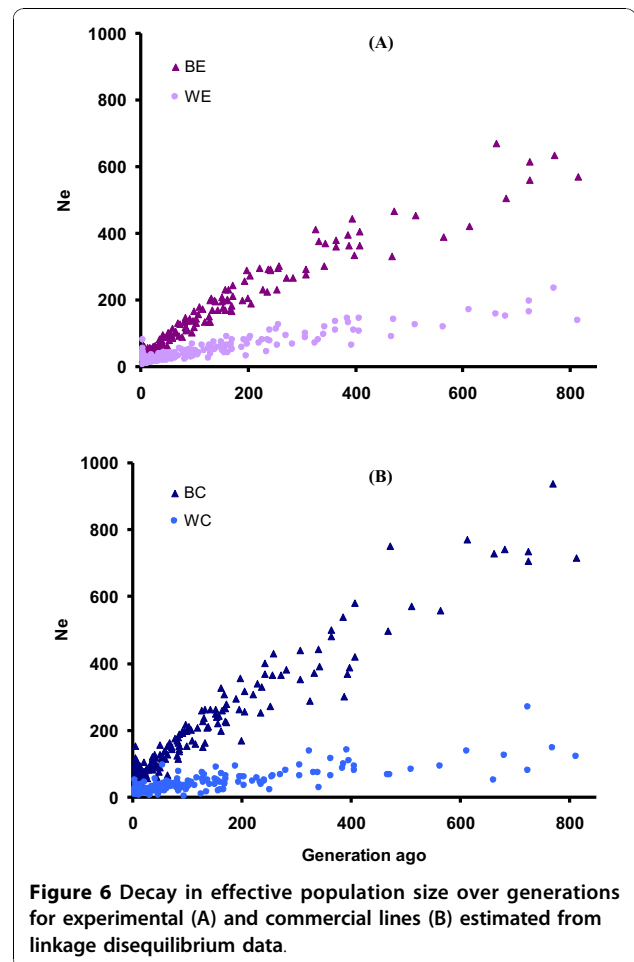 (A)
BE
WE
1000
800
600
400
200
0
Ne
0 200 400 600 800
(B)
BC
WC
1000
800
600
400
200
0
Ne
0 200 400 600 800
Generation ago
Figure 6 Decay in effective population size over generations
for experimental (A) and commercial lines (B) estimated from
linkage disequilibrium data.